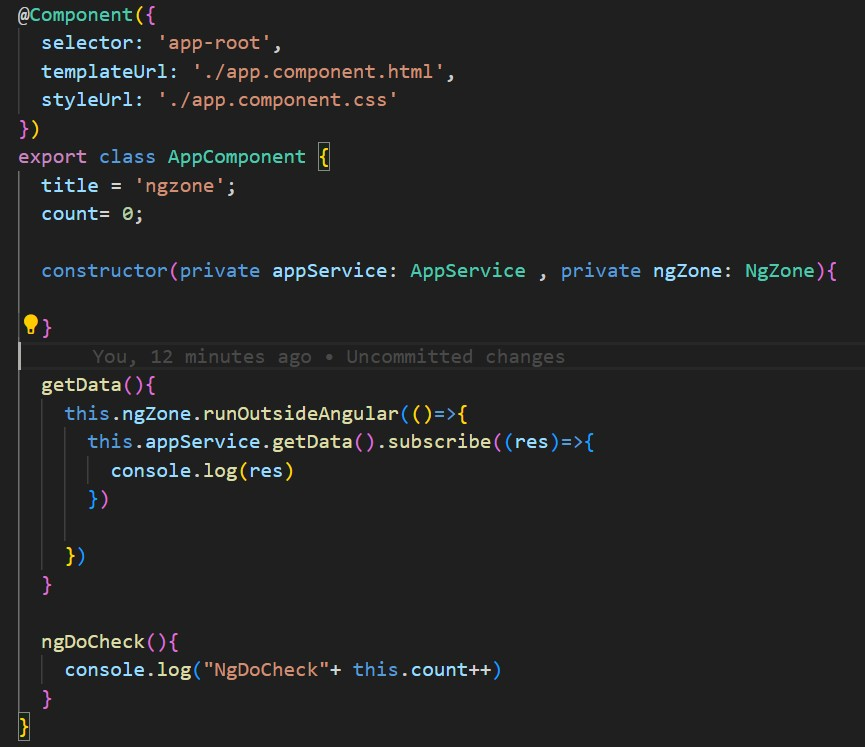 @Component({
selector: 'app-root',
templateUrl: './app.component.html',
styleUrl: './app.component.css'
})
export class AppComponent {
title = 'ngzone';
count= 0;
constructor(private appService: AppService , private ngZone: NgZone){
}
You, 12 minutes ago • Uncommitted changes
getData(){
this.ngZone.runOutsideAngular(()=>{
this.appService.getData().subscribe((res)=>{
console.log(res)
})
})
}
ngDoCheck(){
console.log("NgDoCheck"+ this.count++)
}
}